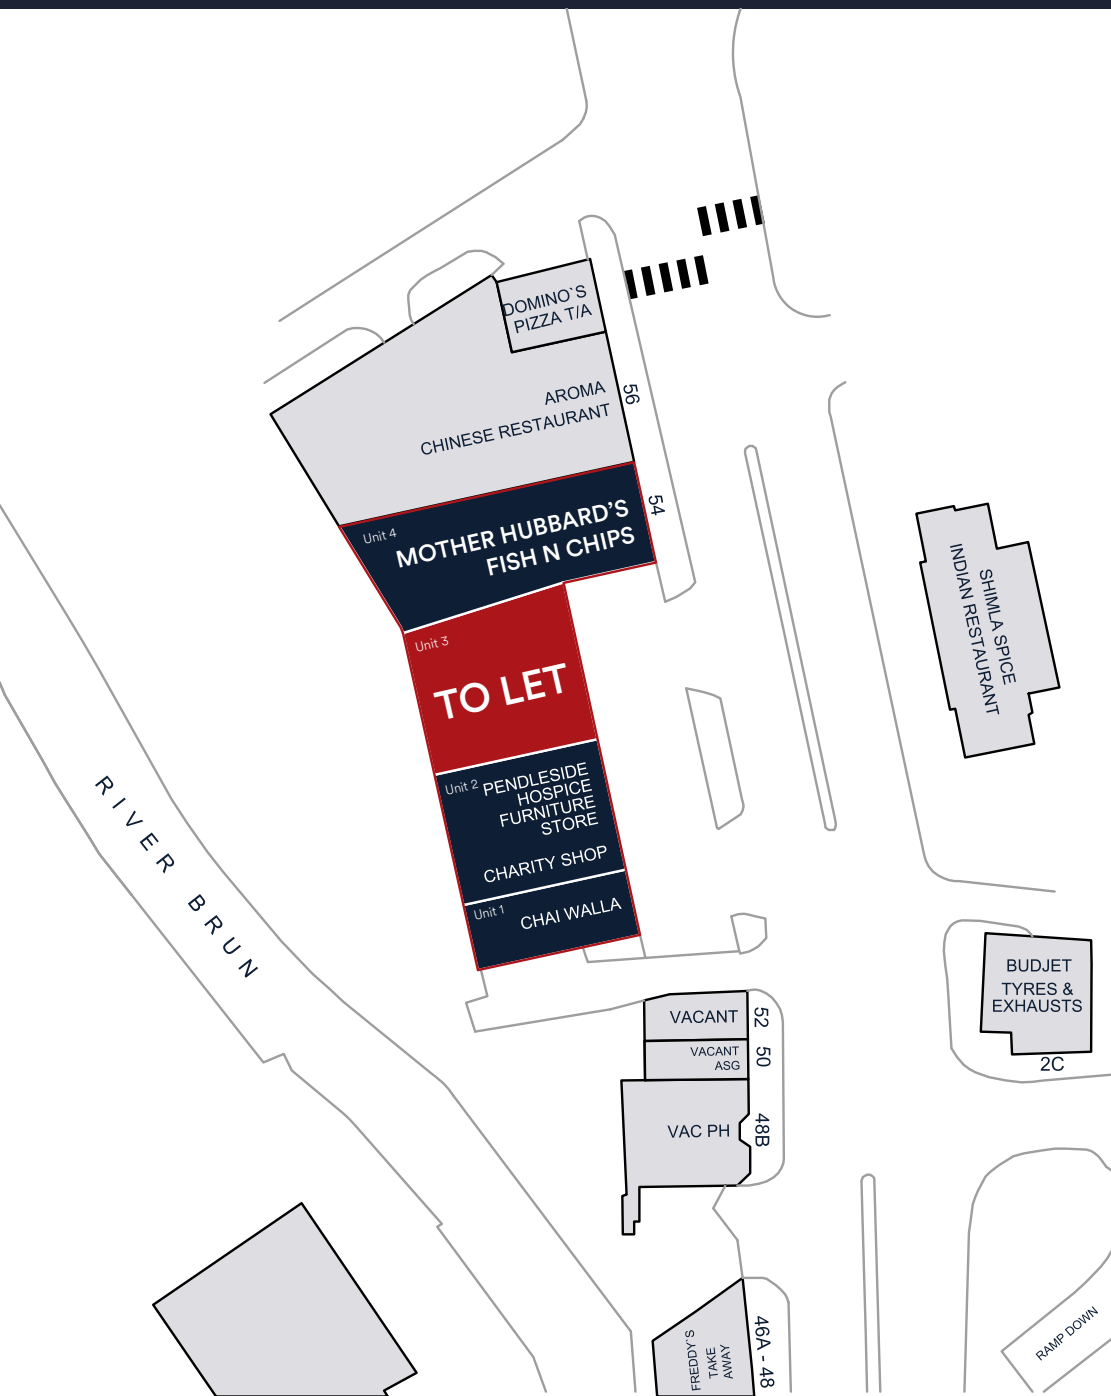 DOMINO`S
PIZZA T/A
AROMA
CHINESE RESTAURANT
56
Unit 4
MOTHER HUBBARD’S
FISH N CHIPS
54
Unit 3
TO LET
Unit 2
PENDLESIDE
HOSPICE
FURNITURE
STORE
CHARITY SHOP
Unit 1
CHAI WALLA
SHIMLA SPICE
INDIAN RESTAURANT
RIVER BRUN
BUDJET
TYRES &
EXHAUSTS
2C
VACANT
52
VACANT
ASG
50
VAC PH
48B
FREDDY`S
TAKE
AWAY
46A - 48
RAMP DOWN